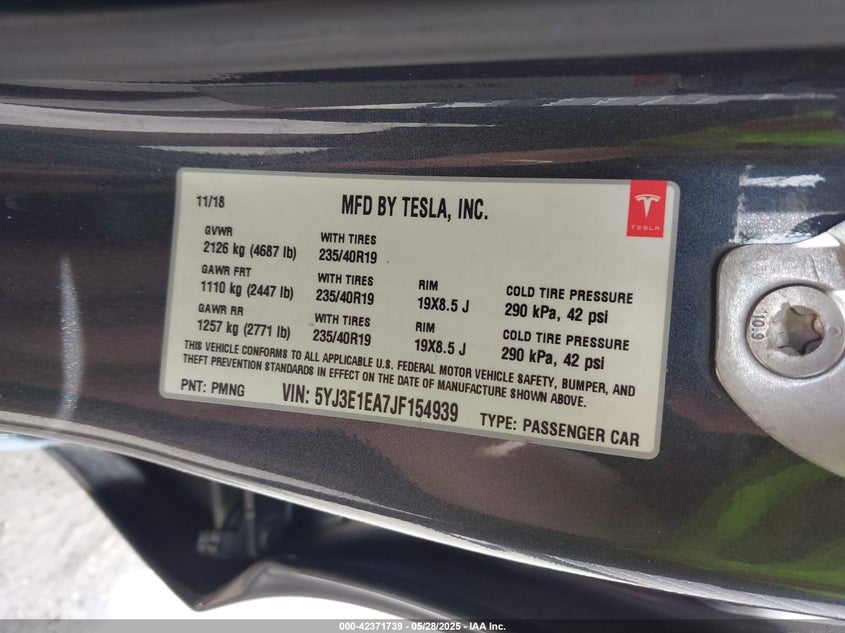 11/18 MFD BY TESLA, INC.
TESLA
GVWR
2126 kg (4687 lb)
WITH TIRES
235/40R19
GAWR FRT
1110 kg (2447 lb)
WITH TIRES
235/40R19
RIM
19X8.5 J
COLD TIRE PRESSURE
290 kPa, 42 psi
GAWR RR
1257 kg (2771 lb)
WITH TIRES
235/40R19
RIM
19X8.5 J
COLD TIRE PRESSURE
290 kPa, 42 psi
THIS VEHICLE CONFORMS TO ALL APPLICABLE U.S. FEDERAL MOTOR VEHICLE SAFETY, BUMPER, AND
THEFT PREVENTION STANDARDS IN EFFECT ON THE DATE OF MANUFACTURE SHOWN ABOVE.
PNT: PMNG VIN: 5YJ3E1EA7JF154939 TYPE: PASSENGER CAR
10.9
000-42371739 - 05/28/2025 - IAA Inc.